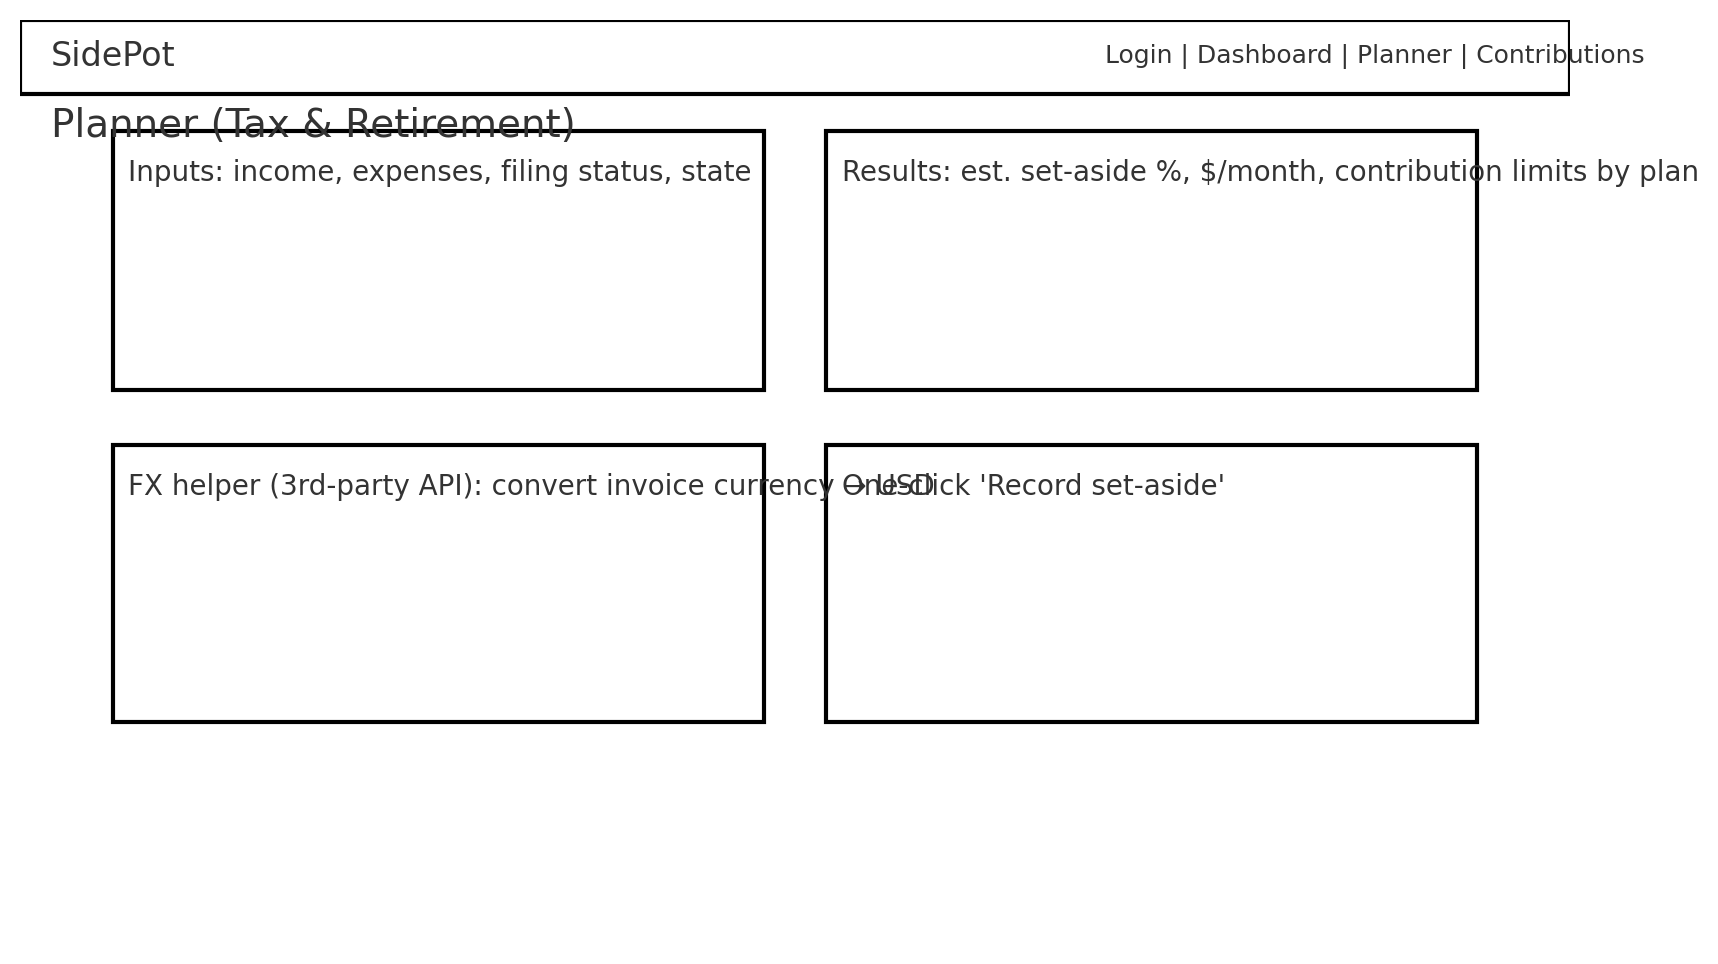 SidePot
Login | Dashboard | Planner | Contributions
Planner (Tax & Retirement)
Inputs: income, expenses, filing status, state
Results: est. set-aside %, $/month, contribution limits by plan
FX helper (3rd-party API): convert invoice currency → USD
One-click 'Record set-aside'